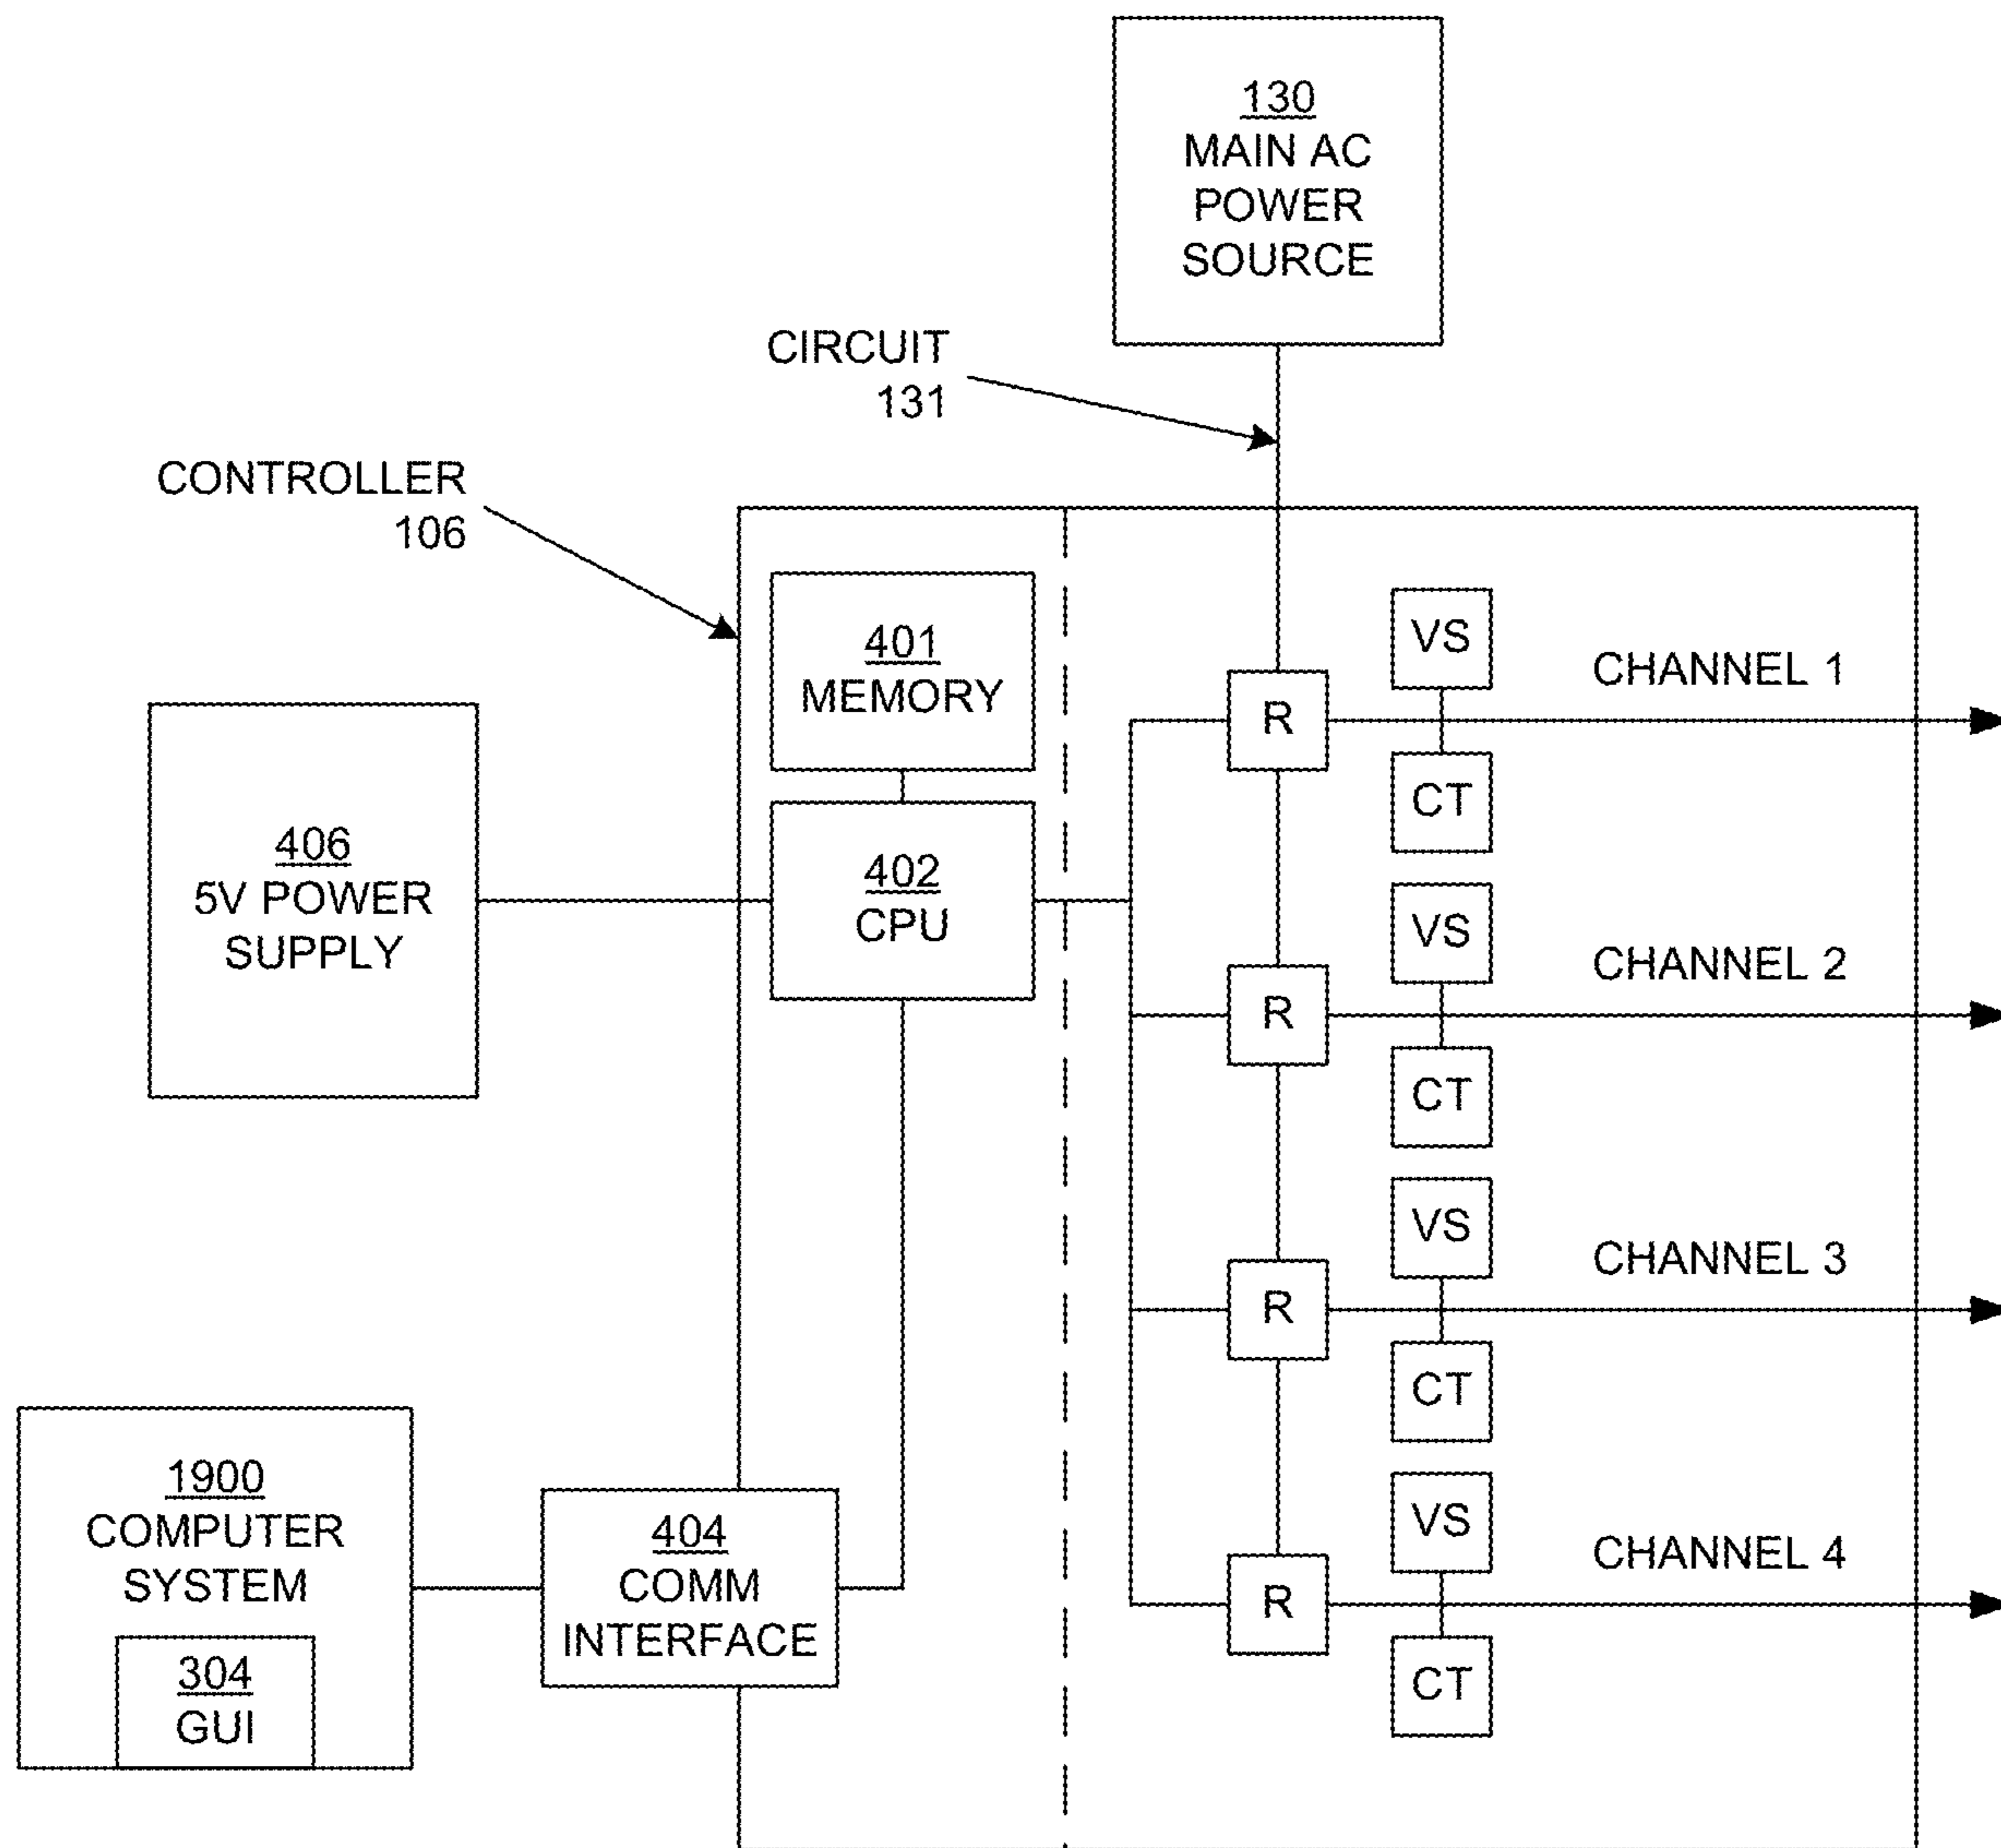 130
MAIN AC
POWER
SOURCE
CIRCUIT
131
CONTROLLER
106
401
MEMORY
VS
CHANNEL 1
R
CT
406
5V POWER
SUPPLY
402
CPU
VS
CHANNEL 2
R
CT
VS
CHANNEL 3
R
CT
1900
COMPUTER
SYSTEM
304
GUI
404
COMM
INTERFACE
VS
CHANNEL 4
R
CT